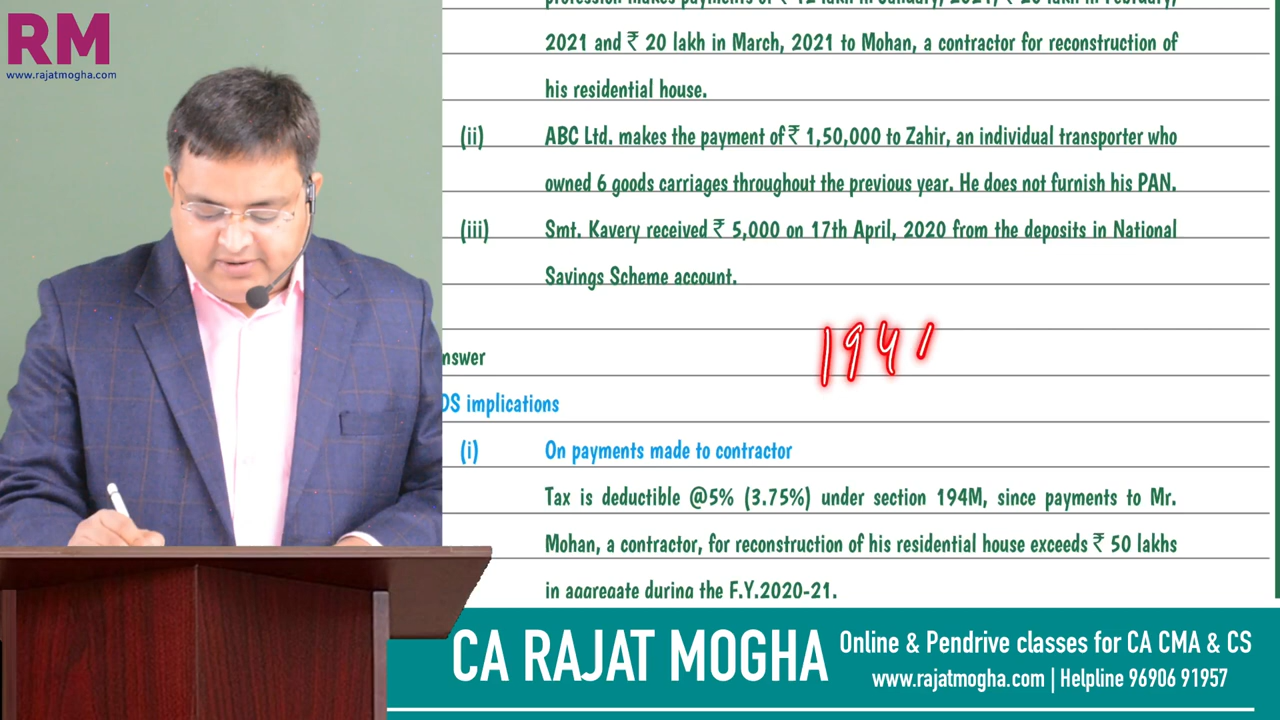 RM
www.rajatmogha.com
2021 and ₹ 20 lakh in March, 2021 to Mohan, a contractor for reconstruction of
his residential house.
(ii) ABC Ltd. makes the payment of ₹ 1,50,000 to Zahir, an individual transporter who
owned 6 goods carriages throughout the previous year. He does not furnish his PAN.
(iii) Smt. Kavery received ₹ 5,000 on 17th April, 2020 from the deposits in National
Savings Scheme account.
194
nswer
DS implications
(i) On payments made to contractor
Tax is deductible @5% (3.75%) under section 194M, since payments to Mr.
Mohan, a contractor, for reconstruction of his residential house exceeds ₹ 50 lakhs
in aggregate during the F.Y.2020-21.
CA RAJAT MOGHA
Online & Pendrive classes for CA CMA & CS
www.rajatmogha.com | Helpline 96906 91957